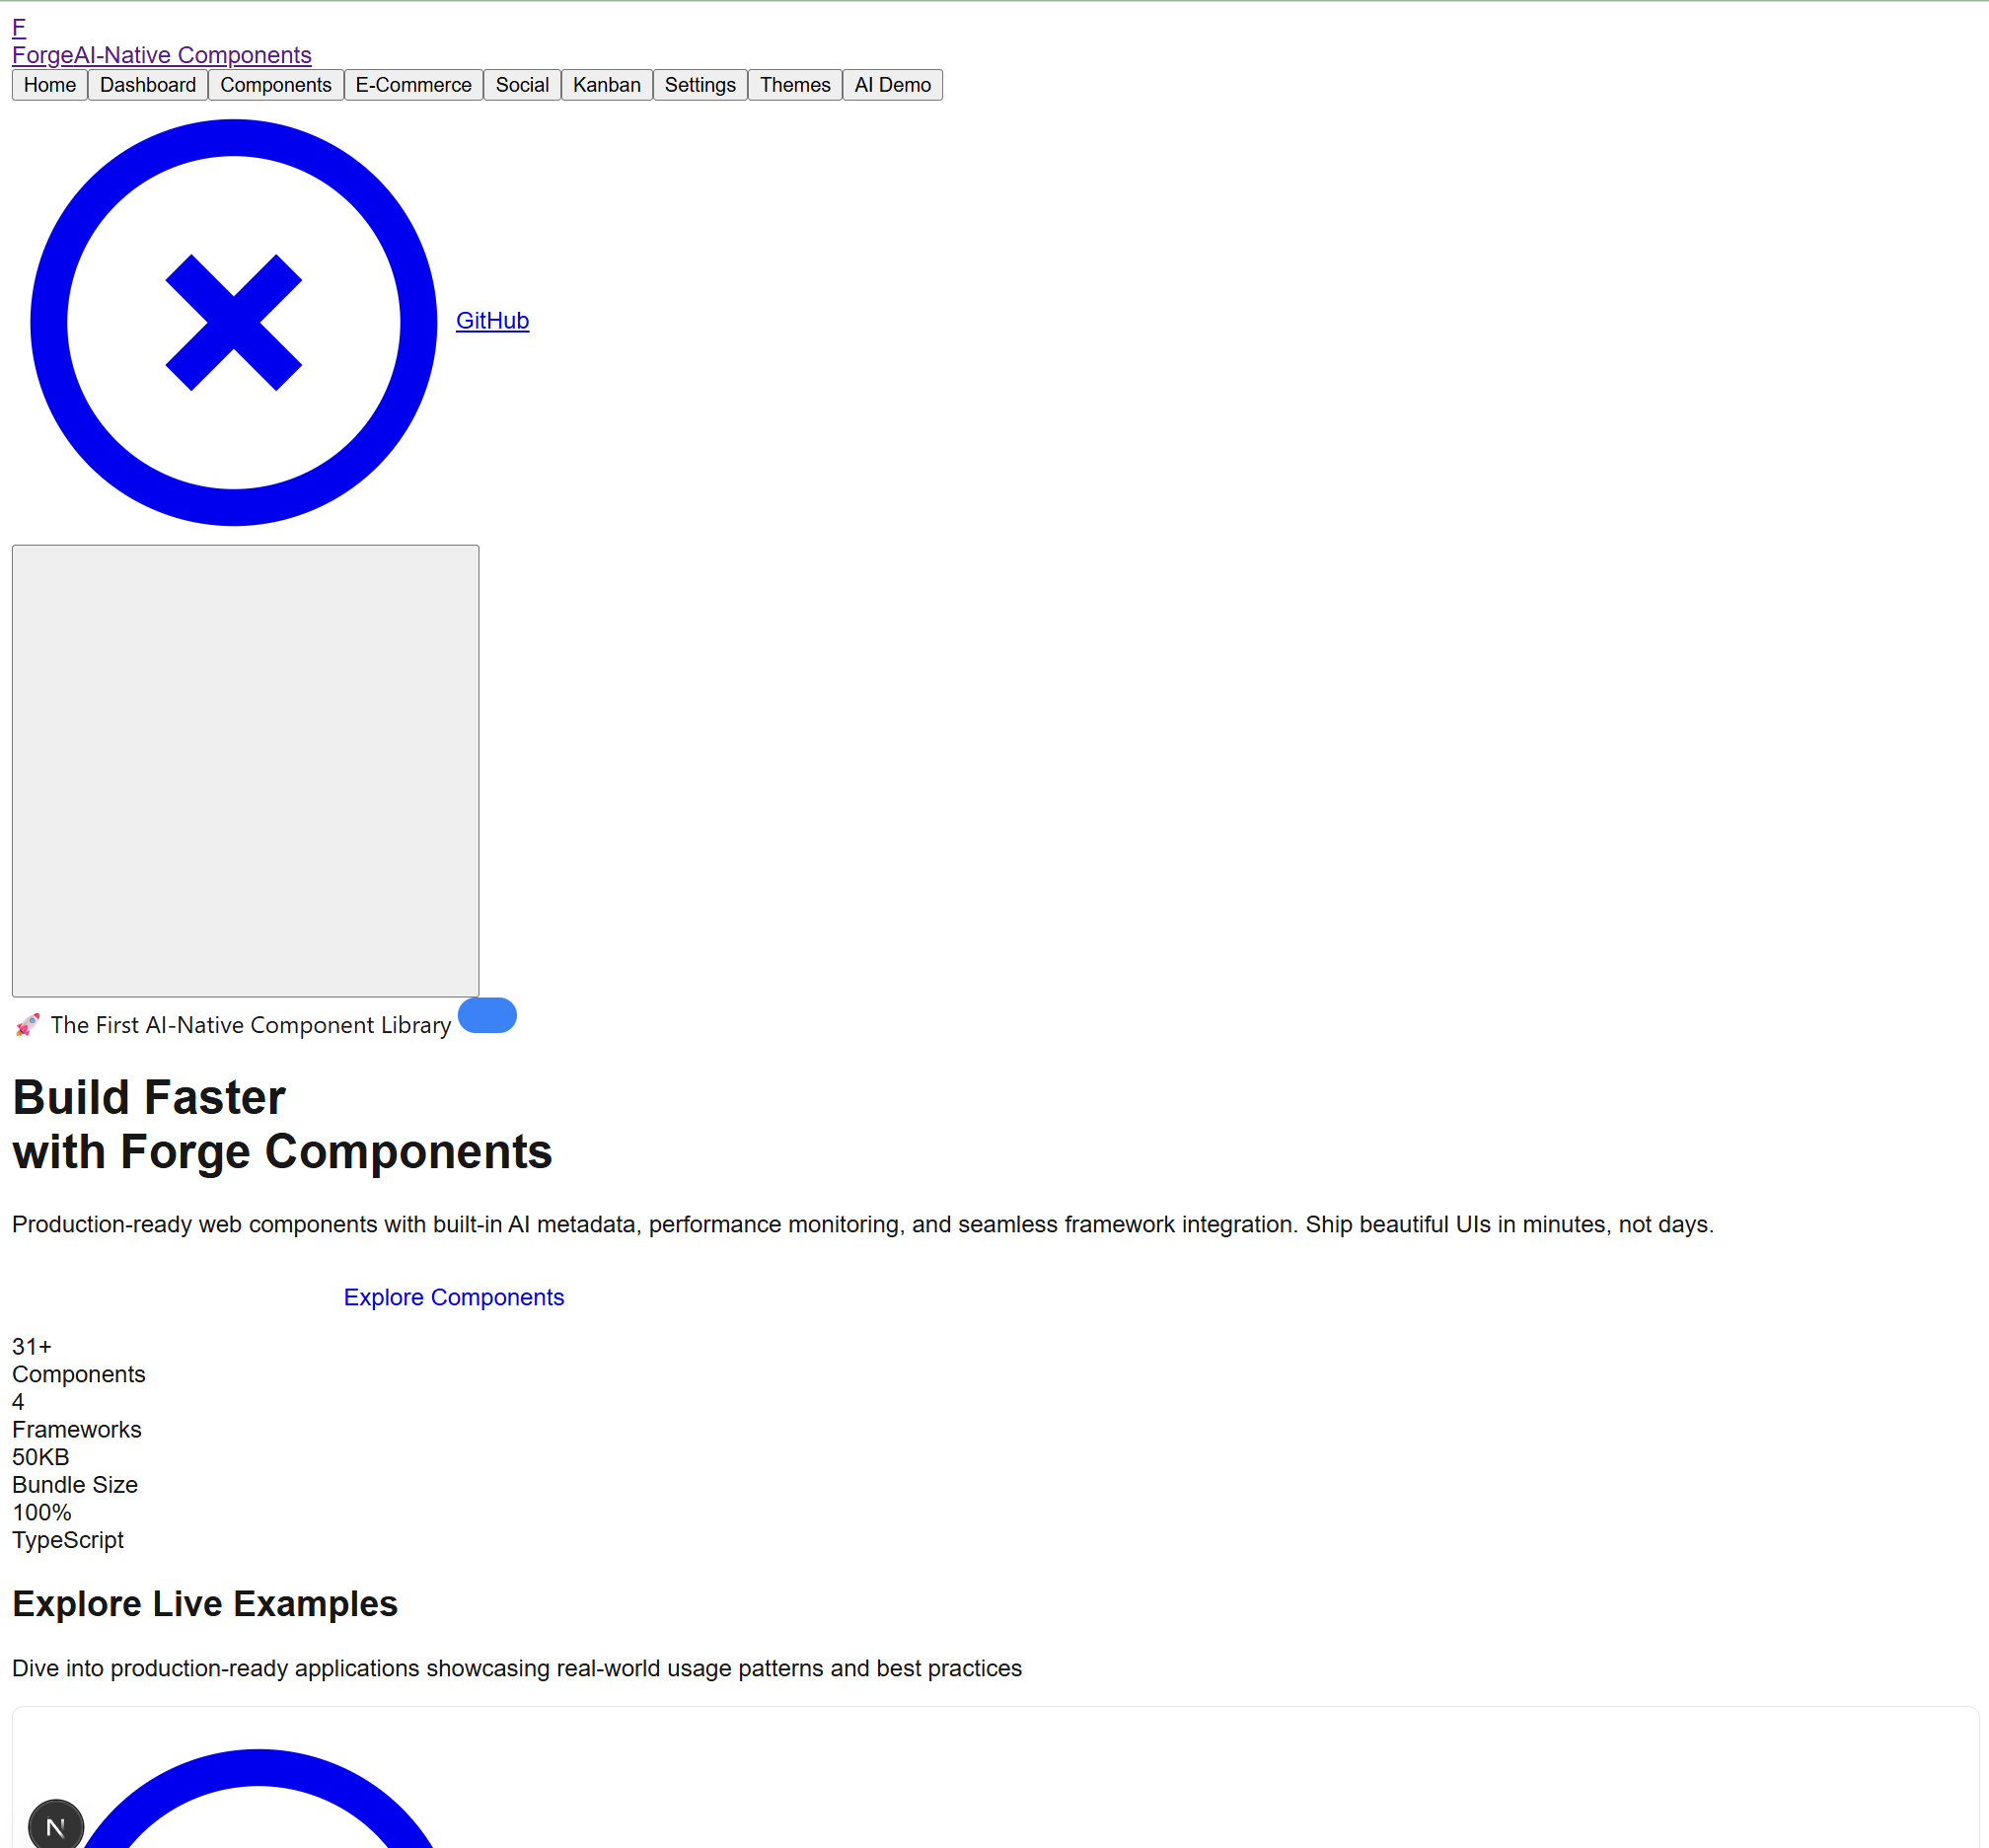 F
ForgeAI-Native Components
Home Dashboard Components E-Commerce Social Kanban Settings Themes AI Demo
GitHub
🚀 The First AI-Native Component Library
Build Faster
with Forge Components
Production-ready web components with built-in AI metadata, performance monitoring, and seamless framework integration. Ship beautiful UIs in minutes, not days.
Explore Components
31+
Components
4
Frameworks
50KB
Bundle Size
100%
TypeScript
Explore Live Examples
Dive into production-ready applications showcasing real-world usage patterns and best practices
N